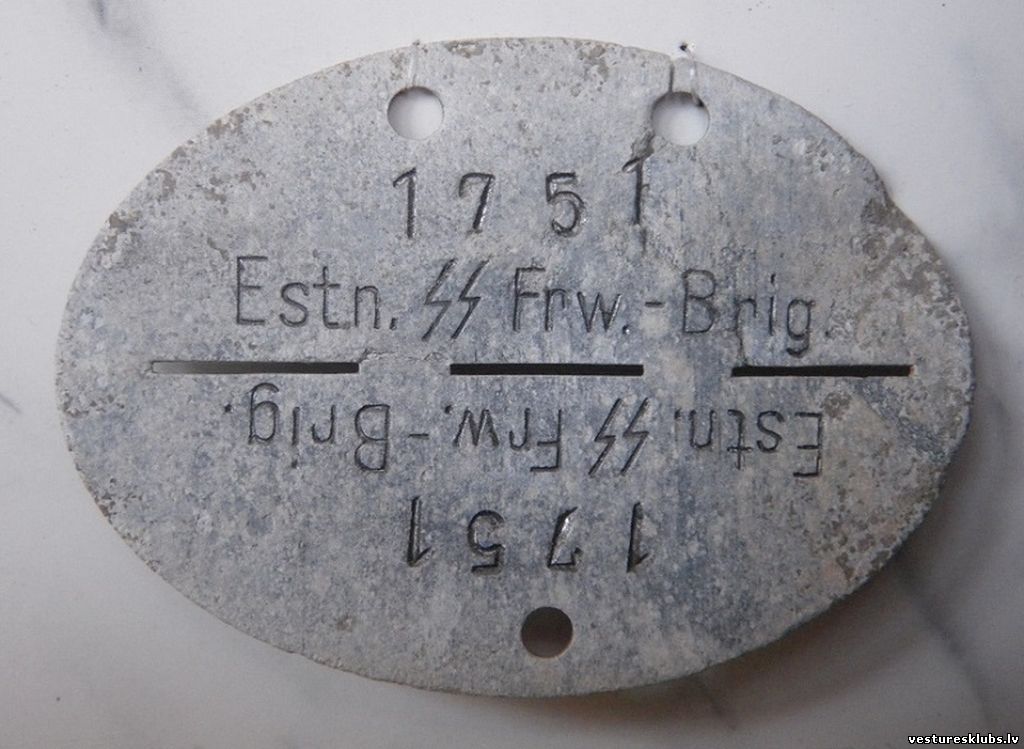 1751
Estn. ᛋᛋ Frw.-Brig.
Estn. ᛋᛋ Frw.-Brig.
1751
vesturesklubs.lv